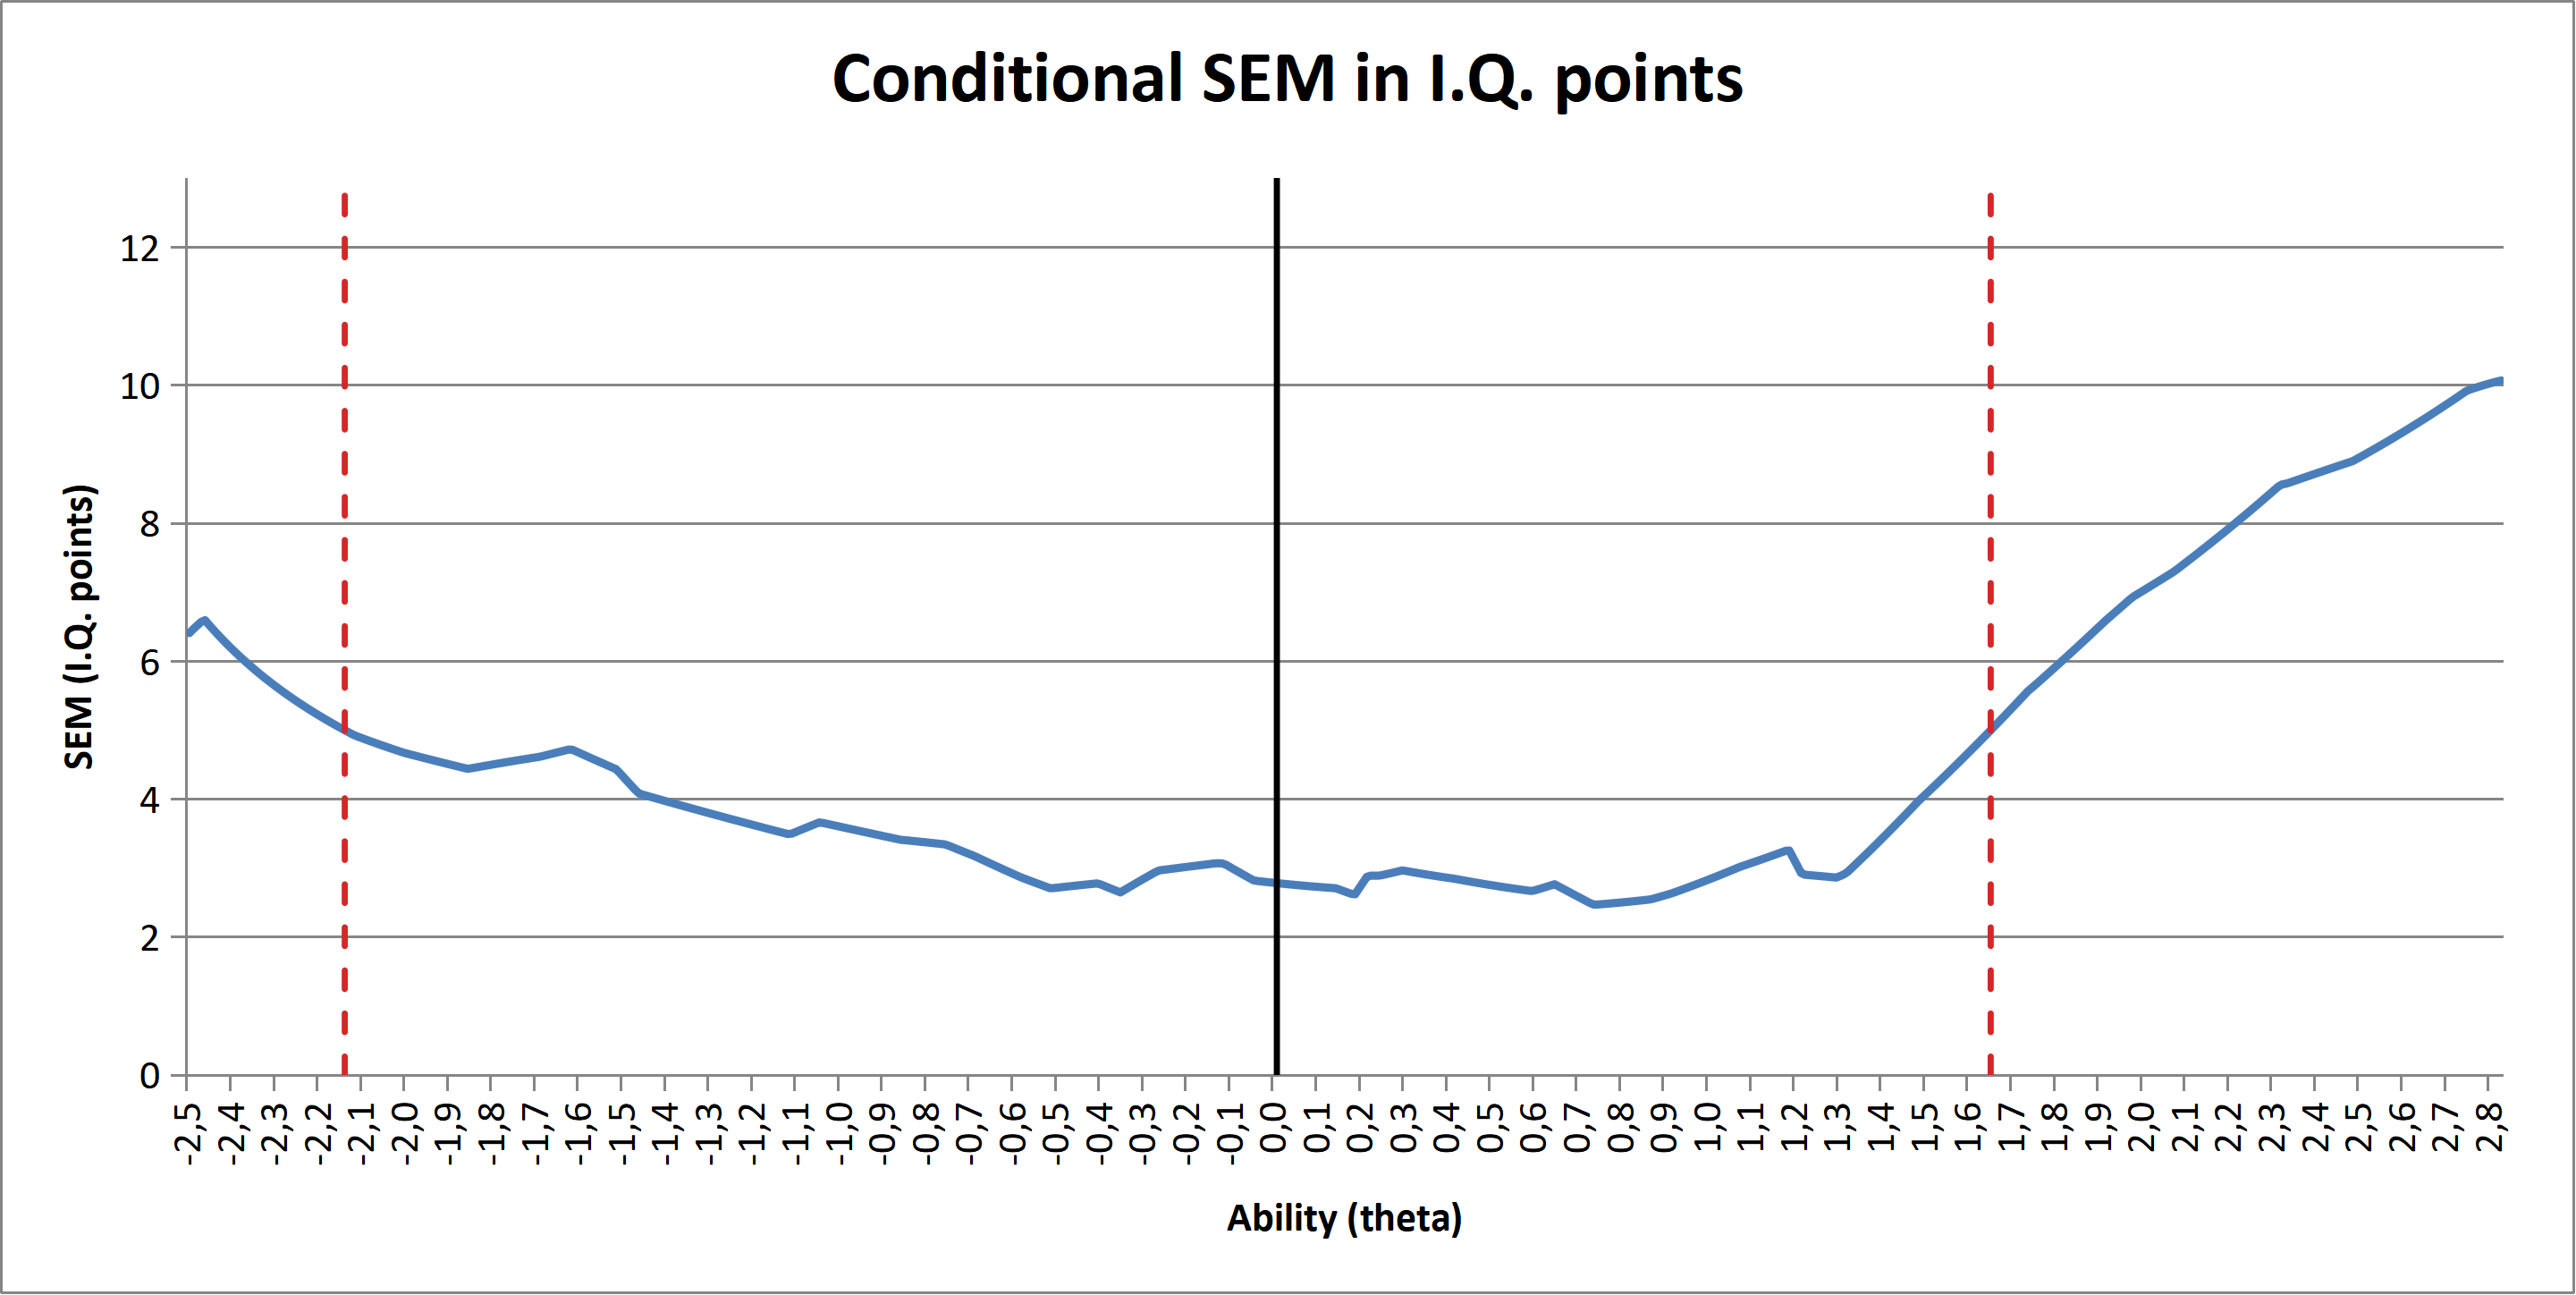 Conditional SEM in I.Q. points
SEM (I.Q. points)
12
10
8
6
4
2
0
-2,5 -2,4 -2,3 -2,2 -2,1 -2,0 -1,9 -1,8 -1,7 -1,6 -1,5 -1,4 -1,3 -1,2 -1,1 -1,0 -0,9 -0,8 -0,7 -0,6 -0,5 -0,4 -0,3 -0,2 -0,1 0,0 0,1 0,2 0,3 0,4 0,5 0,6 0,7 0,8 0,9 1,0 1,1 1,2 1,3 1,4 1,5 1,6 1,7 1,8 1,9 2,0 2,1 2,2 2,3 2,4 2,5 2,6 2,7 2,8
Ability (theta)